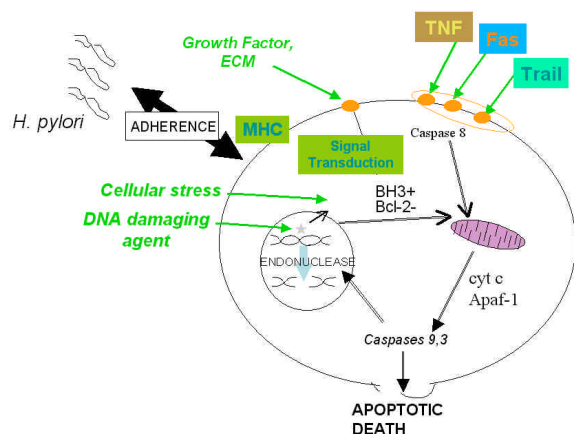 TNF
Fas
Trail
Growth Factor,
ECM
H. pylori
ADHERENCE
MHC
Signal
Transduction
Caspase 8
BH3+
Bcl-2-
Cellular stress
DNA damaging
agent
ENDONUCLEASE
cyt c
Apaf-1
Caspases 9,3
APOPTOTIC
DEATH